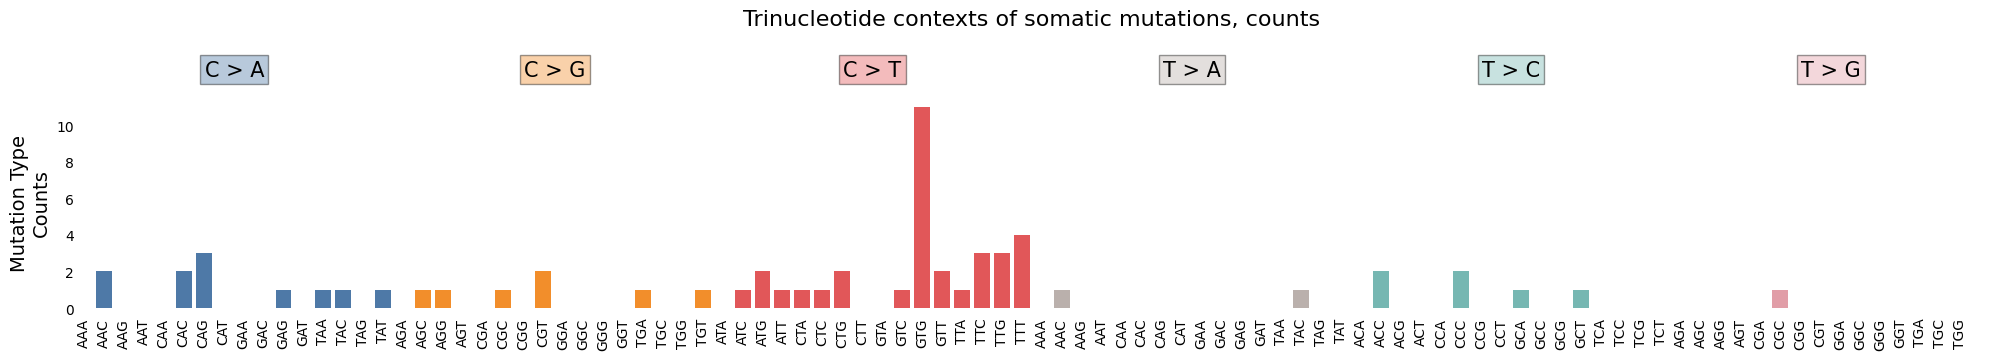 Trinucleotide contexts of somatic mutations, counts
C > A
C > G
C > T
T > A
T > C
T > G
Mutation Type
Counts
10
8
6
4
2
0
AAA AAC AAG AAT CAA CAC CAG CAT GAA GAC GAG GAT TAA TAC TAG TAT AGA AGC AGG AGT CGA CGC CGG CGT GGA GGC GGG GGT TGA TGC TGG TGT ATA ATC ATG ATT CTA CTC CTG CTT GTA GTC GTG GTT TTA TTC TTG TTT AAA AAC AAG AAT CAA CAC CAG CAT GAA GAC GAG GAT TAA TAC TAG TAT ACA ACC ACG ACT CCA CCC CCG CCT GCA GCC GCG GCT TCA TCC TCG TCT AGA AGC AGG AGT CGA CGC CGG CGT GGA GGC GGG GGT TGA TGC TGG